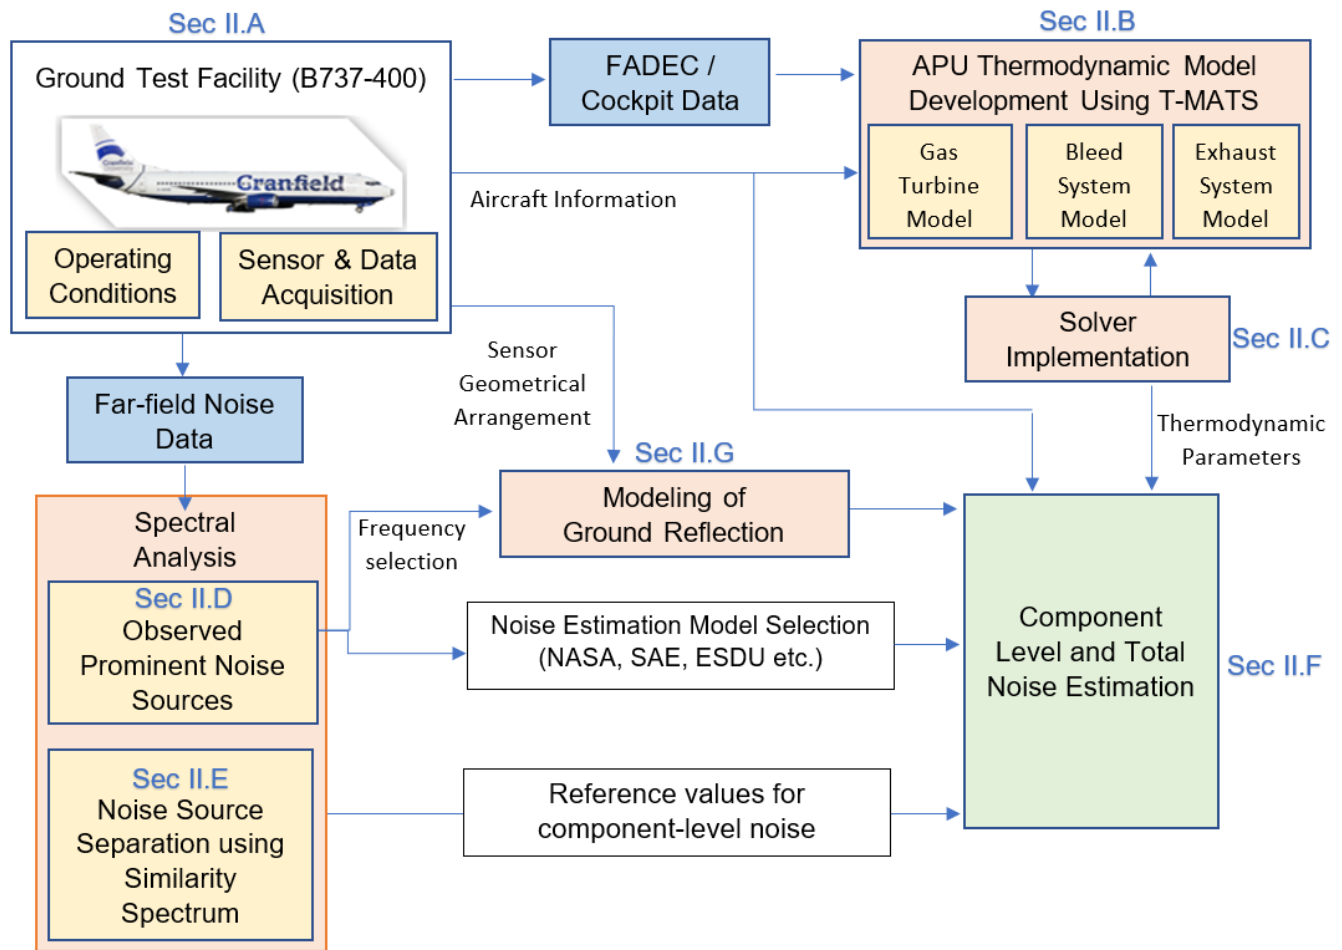 Sec II.A
Ground Test Facility (B737-400)
Cranfield
Cranfield
Operating
Conditions
Sensor & Data
Acquisition
FADEC /
Cockpit Data
Aircraft Information
Sec II.B
APU Thermodynamic Model
Development Using T-MATS
Gas
Turbine
Model
Bleed
System
Model
Exhaust
System
Model
Solver
Implementation
Sec II.C
Thermodynamic
Parameters
Sensor
Geometrical
Arrangement
Far-field Noise
Data
Sec II.G
Modeling of
Ground Reflection
Spectral
Analysis
Frequency
selection
Sec II.D
Observed
Prominent Noise
Sources
Noise Estimation Model Selection
(NASA, SAE, ESDU etc.)
Component
Level and Total
Noise Estimation
Sec II.F
Sec II.E
Noise Source
Separation using
Similarity
Spectrum
Reference values for
component-level noise